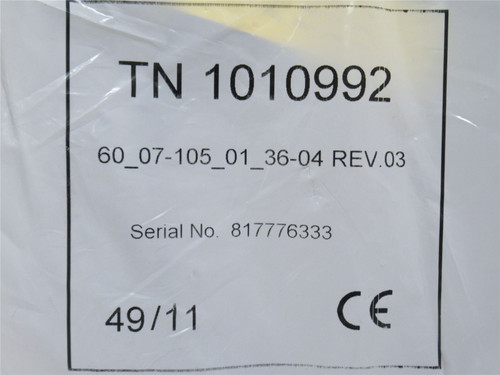 TN 1010992
60_07-105_01_36-04 REV.03
Serial No. 817776333
49/11 CE